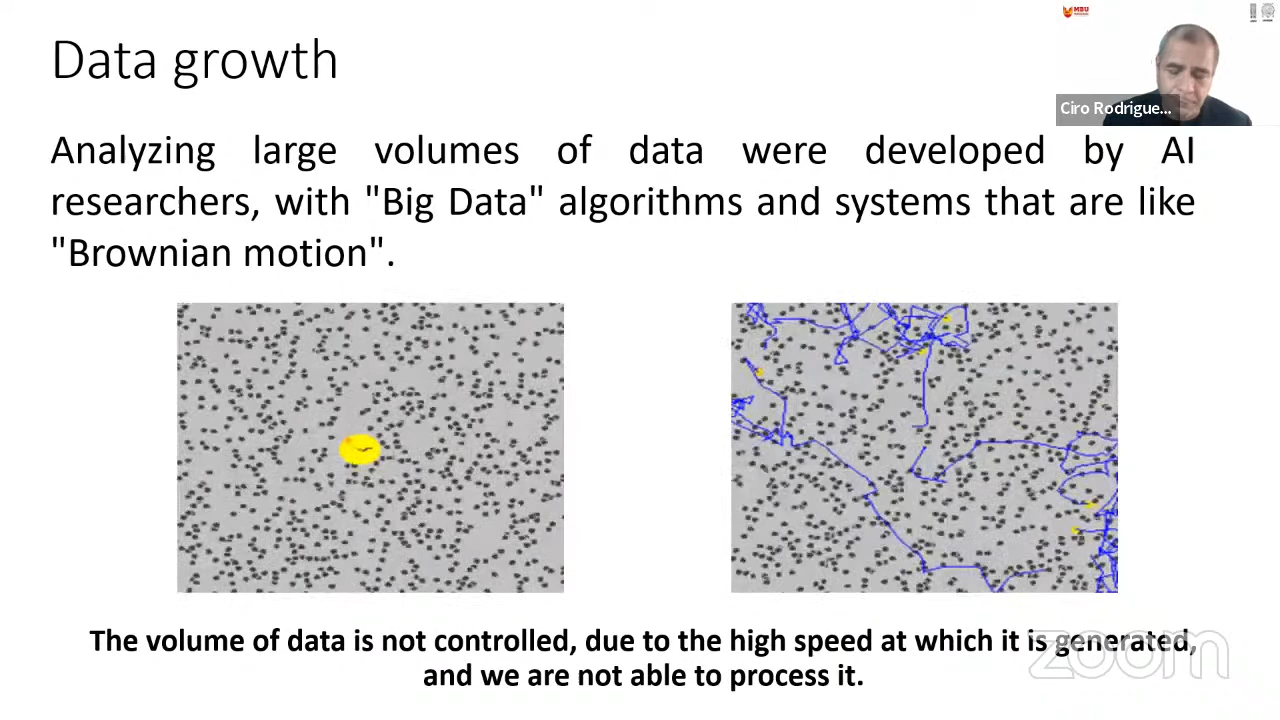 Data growth
MBU
Ciro Rodrigue...
Analyzing large volumes of data were developed by AI
researchers, with "Big Data" algorithms and systems that are like
"Brownian motion".
The volume of data is not controlled, due to the high speed at which it is generated,
and we are not able to process it.
zoom